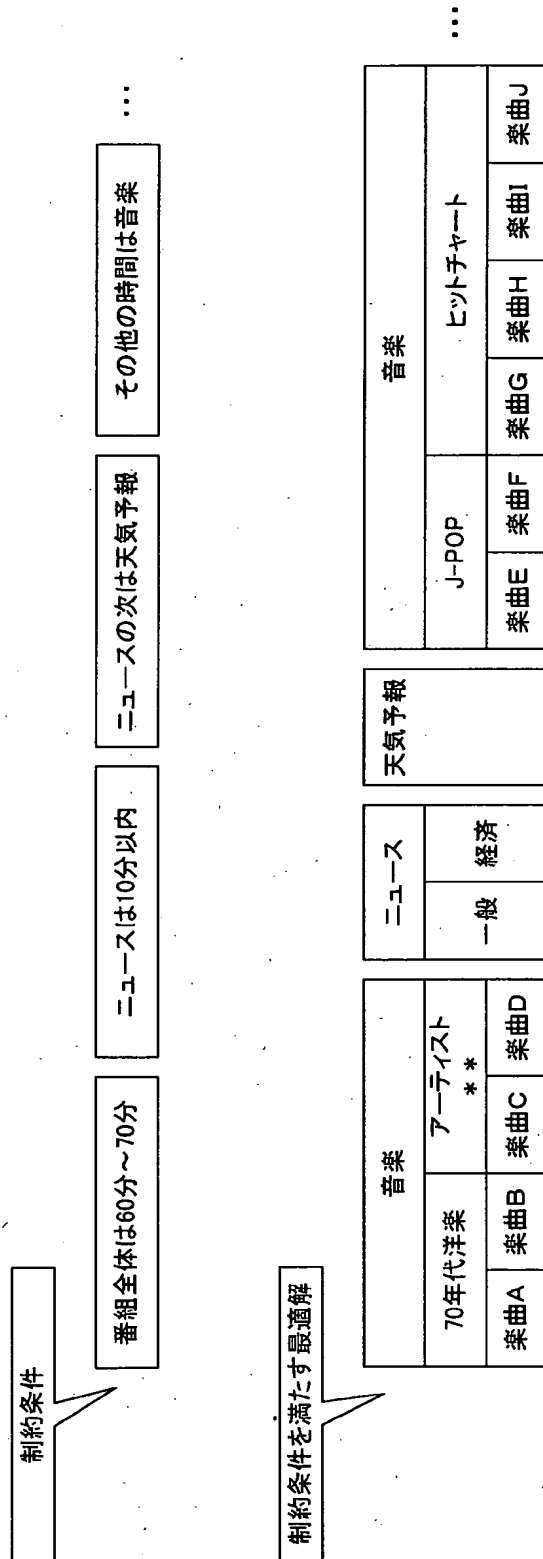 制約条件
番組全体は60分～70分
ニュースは10分以内
ニュースの次は天気予報
その他の時間は音楽
…
制約条件を満たす最適解
音楽
70年代洋楽
アーティスト
**
楽曲A
楽曲B
楽曲C
楽曲D
ニュース
一般
経済
天気予報
音楽
J-POP
ヒットチャート
楽曲E
楽曲F
楽曲G
楽曲H
楽曲I
楽曲J
…